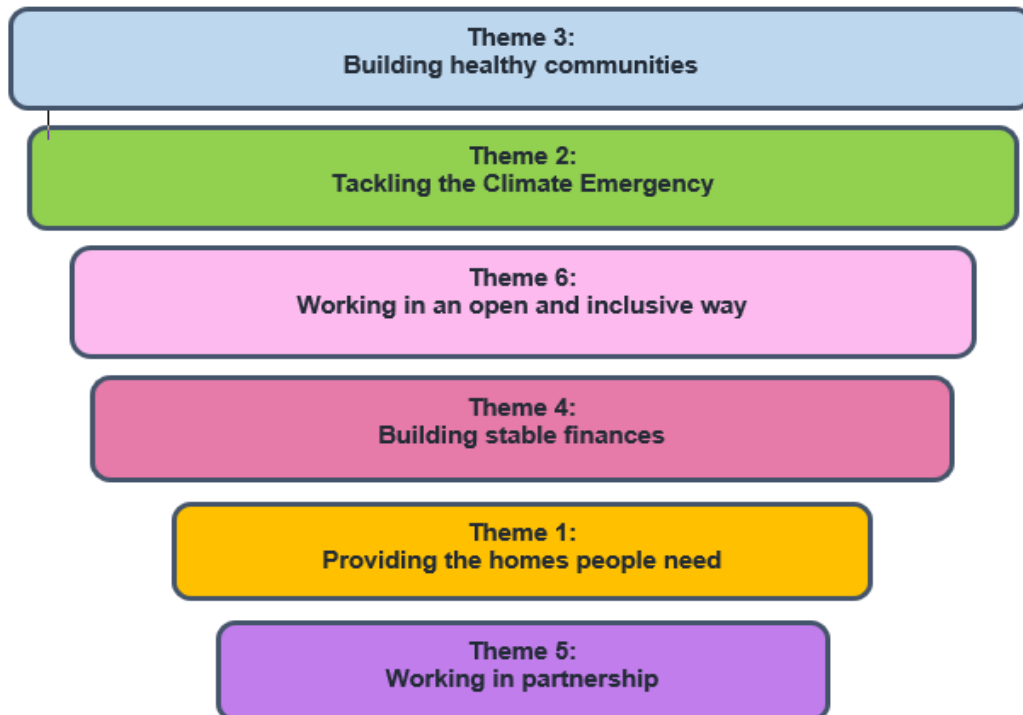 Theme 3:
Building healthy communities
Theme 2:
Tackling the Climate Emergency
Theme 6:
Working in an open and inclusive way
Theme 4:
Building stable finances
Theme 1:
Providing the homes people need
Theme 5:
Working in partnership